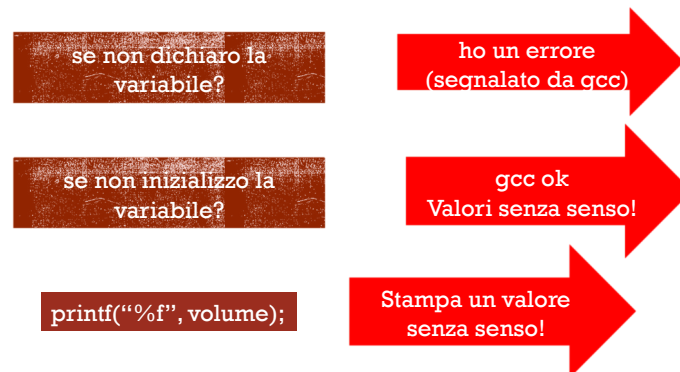 se non dichiaro la
variabile?
ho un errore
(segnalato da gcc)
se non inizializzo la
variabile?
gcc ok
Valori senza senso!
printf(“%f”, volume);
Stampa un valore
senza senso!